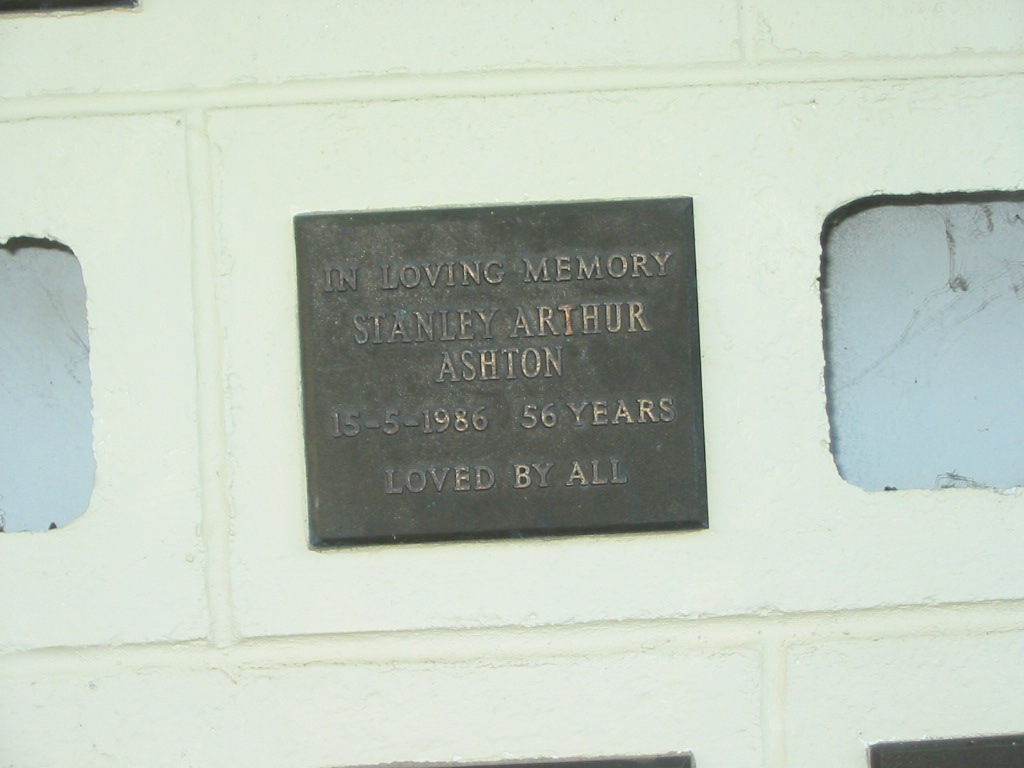 IN LOVING MEMORY
STANLEY ARTHUR
ASHTON
15-5-1986 56 YEARS
LOVED BY ALL